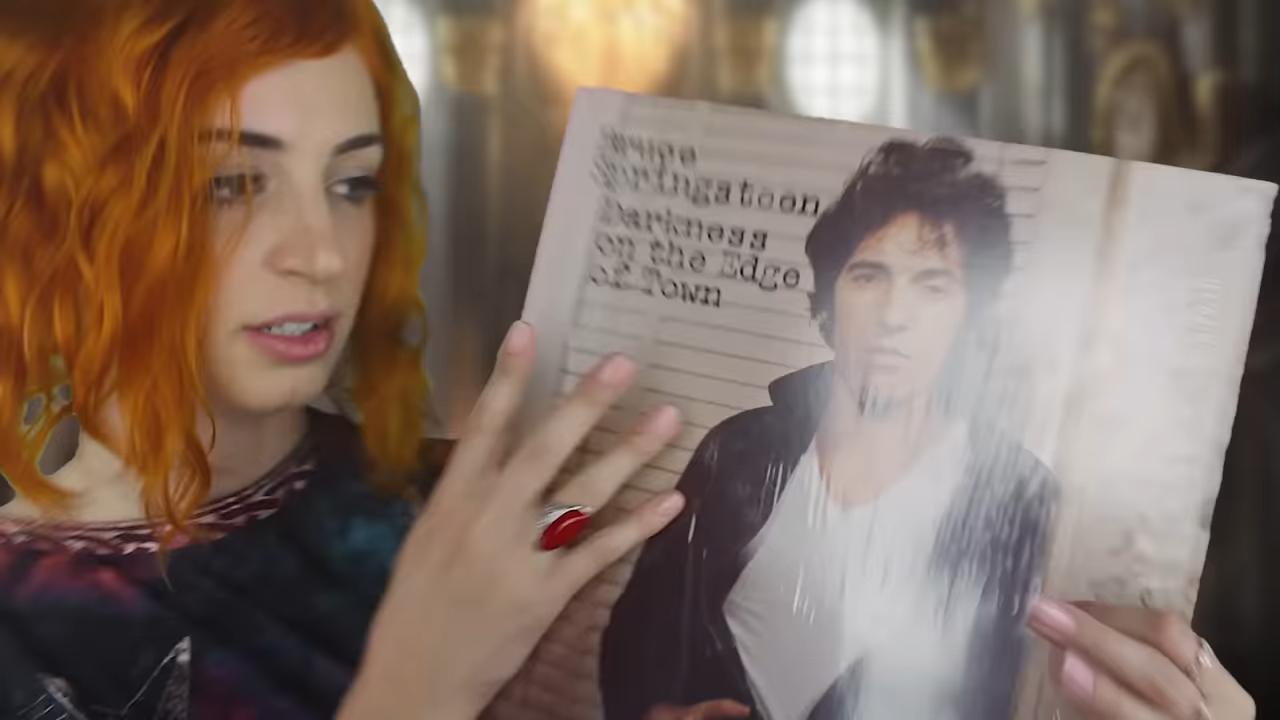 Bruce
Springsteen
Darkness
on the Edge
of Town